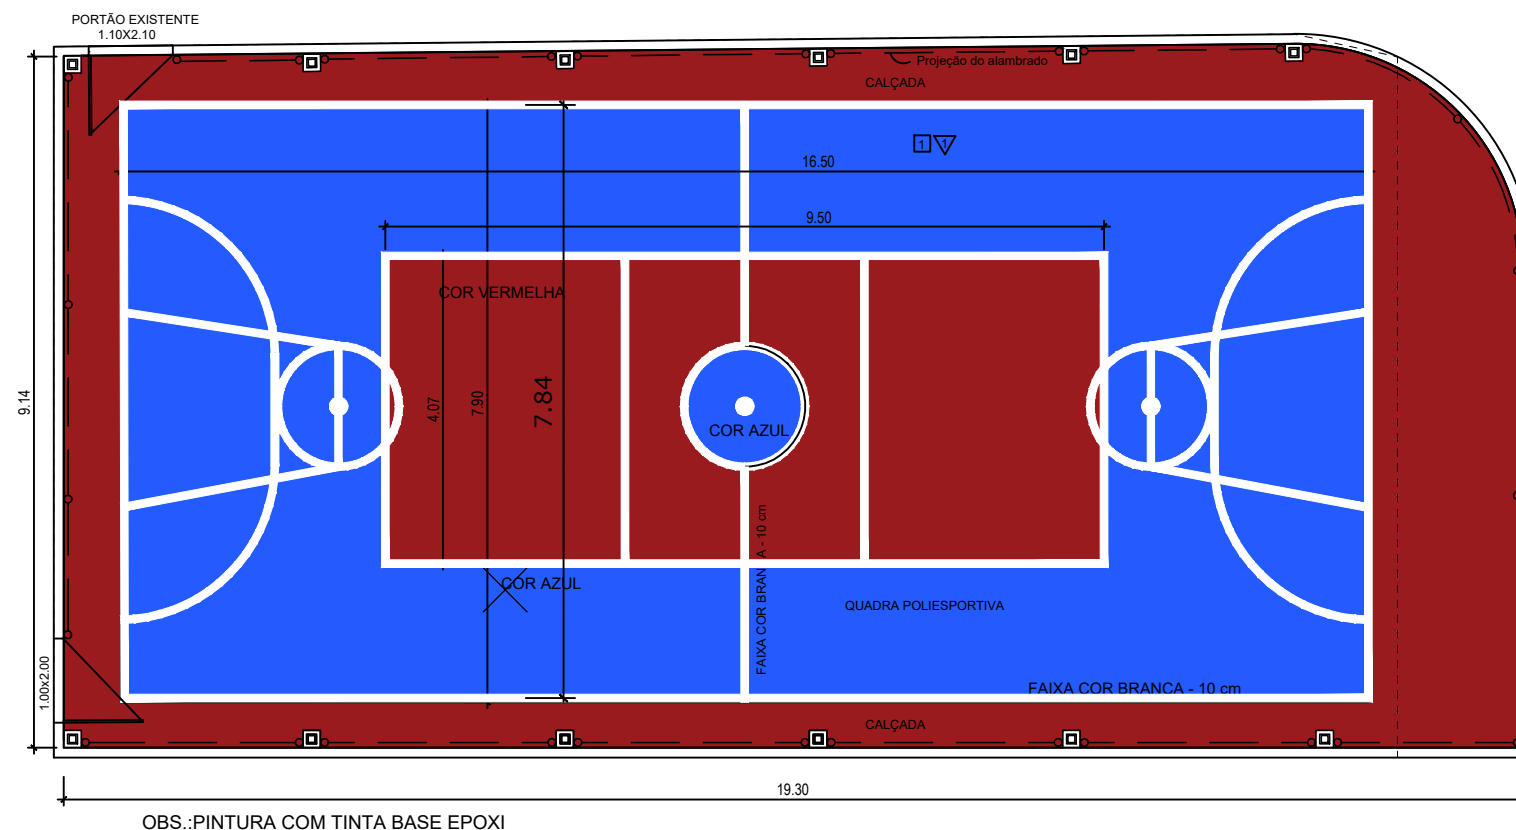 PORTÃO EXISTENTE
1.10X2.10
Projeção do alambrado
CALÇADA
1 1
16.50
9.50
COR VERMELHA
9.14
4.07
7.90
7.84
COR AZUL
FAIXA COR BRANCA - 10 cm
COR AZUL
QUADRA POLIESPORTIVA
1.00x2.00
FAIXA COR BRANCA - 10 cm
CALÇADA
19.30
OBS.:PINTURA COM TINTA BASE EPOXI